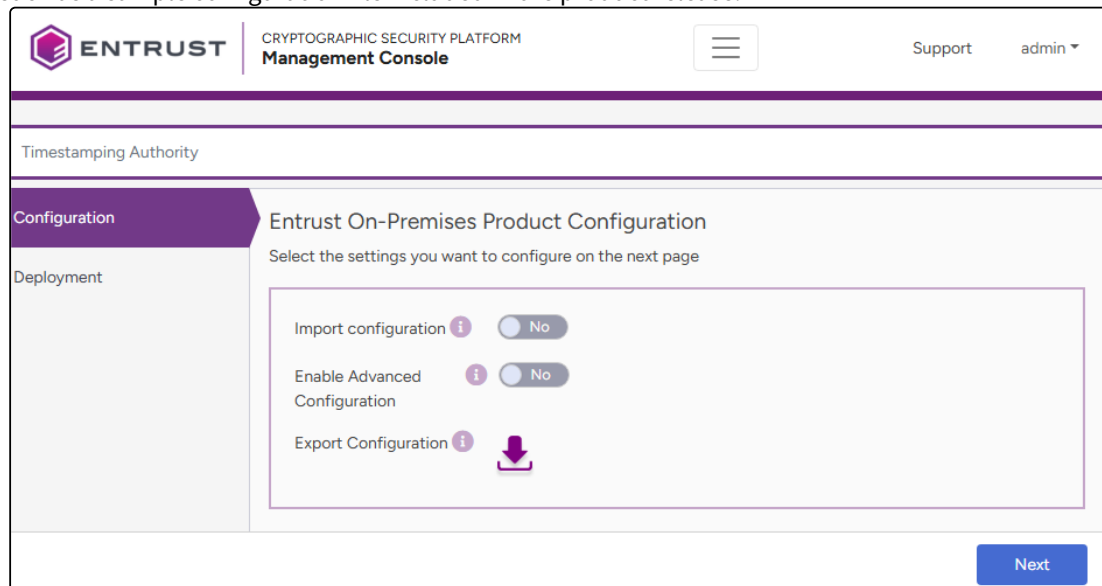 ENTRUST
CRYPTOGRAPHIC SECURITY PLATFORM
Management Console
Support
admin
Timestamping Authority
Configuration
Deployment
Entrust On-Premises Product Configuration
Select the settings you want to configure on the next page
Import configuration
No
Enable Advanced
Configuration
No
Export Configuration
Next